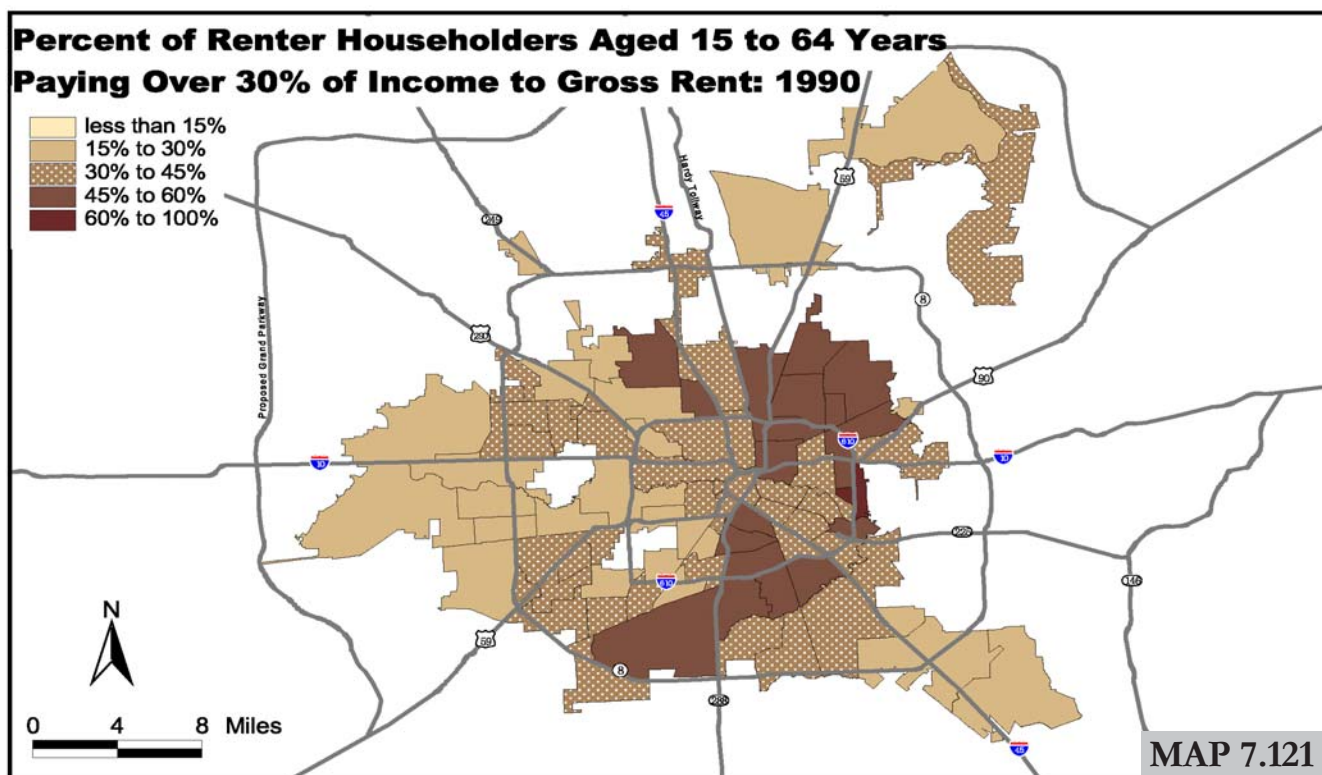 Percent of Renter Householders Aged 15 to 64 Years
Paying Over 30% of Income to Gross Rent: 1990
less than 15%
15% to 30%
30% to 45%
45% to 60%
60% to 100%
Hardy Tollway
59
45
249
8
Proposed Grand Parkway
290
90
610
10
10
225
146
610
N
59
8
288
0 4 8 Miles
45
MAP 7.121